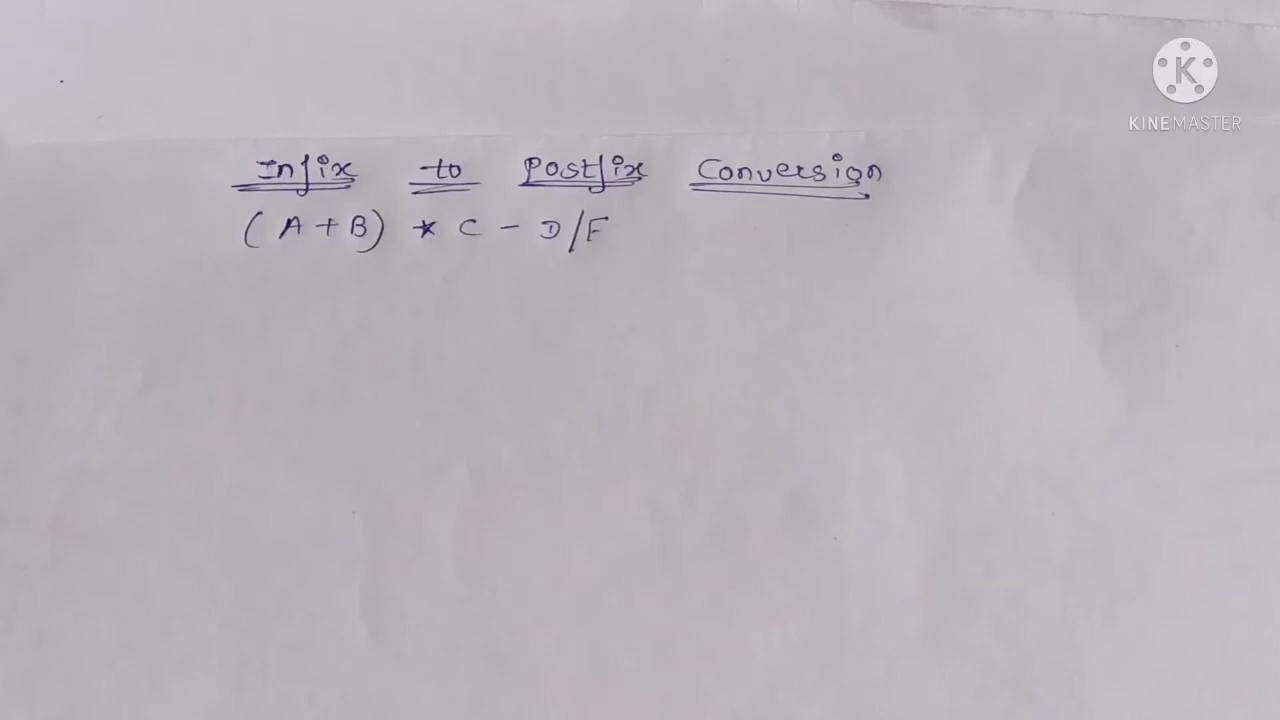 Infix to Postfix Conversion
(A+B) * C - D/F
K
KINEMASTER